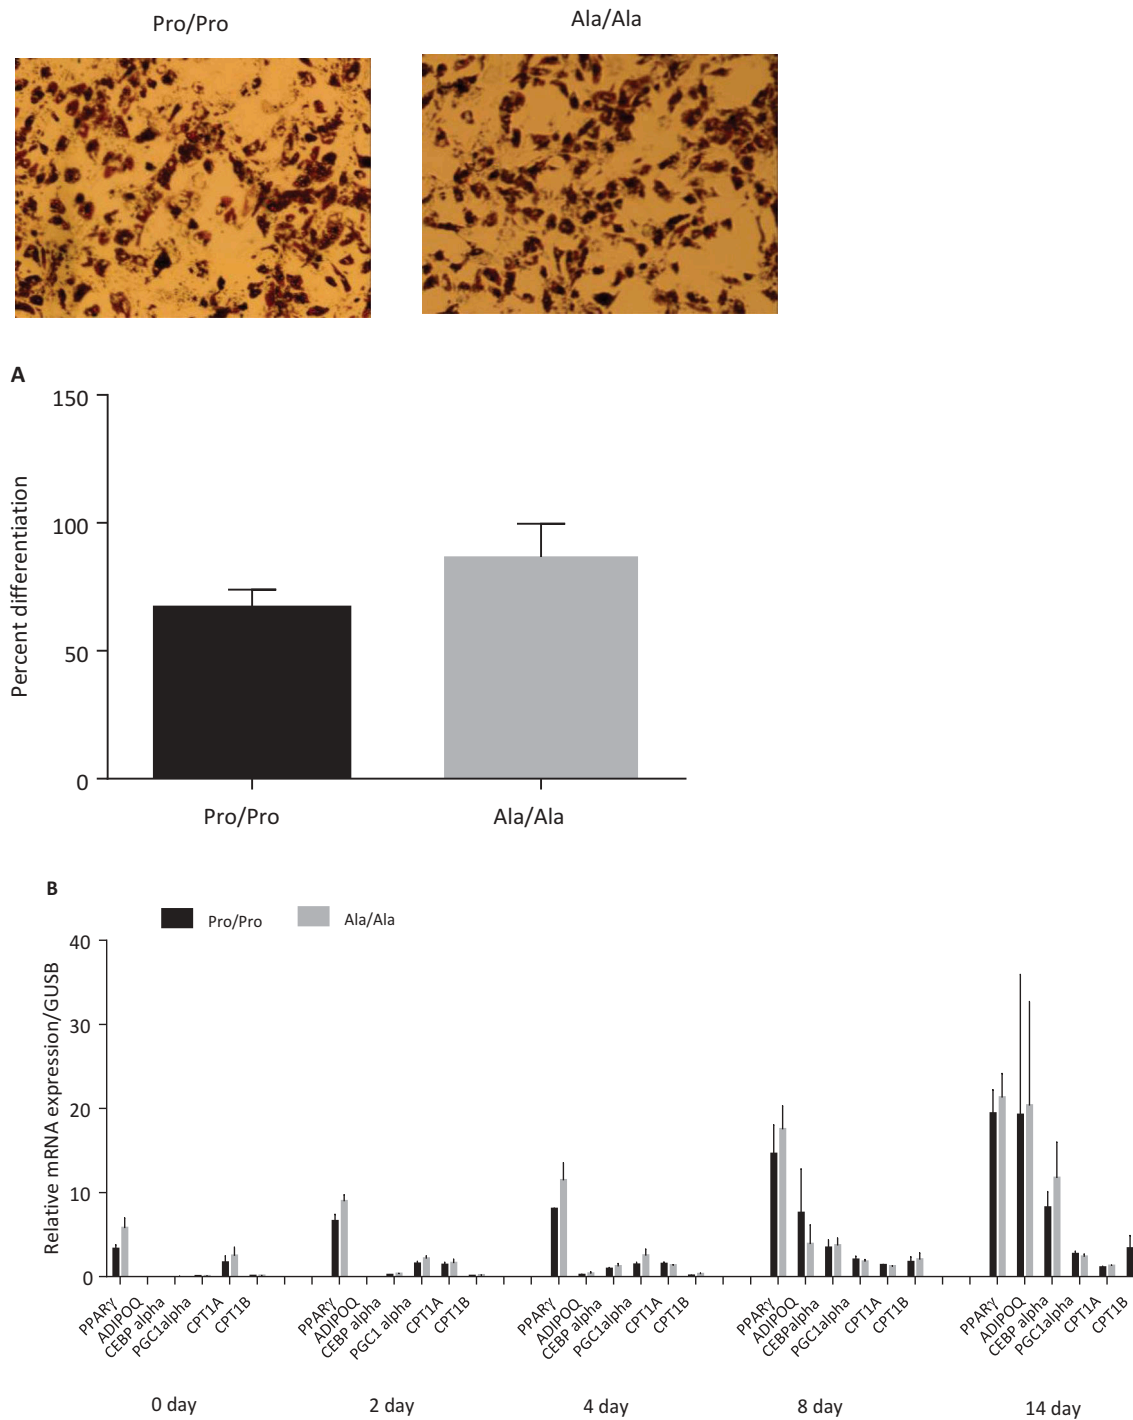 Pro/Pro
Ala/Ala
A
150
100
50
0
Percent differentiation
Pro/Pro
Ala/Ala
B
Pro/Pro
Ala/Ala
40
30
20
10
0
Relative mRNA expression/GUSB
PPARγ
ADIPOQ
CEBP alpha
PGC1alpha
CPT1A
CPT1B
PPARγ
ADIPOQ
CEBP alpha
PGC1 alpha
CPT1A
CPT1B
PPARγ
ADIPOQ
CEBP alpha
PGC1alpha
CPT1A
CPT1B
PPARγ
ADIPOQ
CEBPalpha
PGC1alpha
CPT1A
CPT1B
PPARγ
ADIPOQ
CEBP alpha
PGC1alpha
CPT1A
CPT1B
0 day
2 day
4 day
8 day
14 day